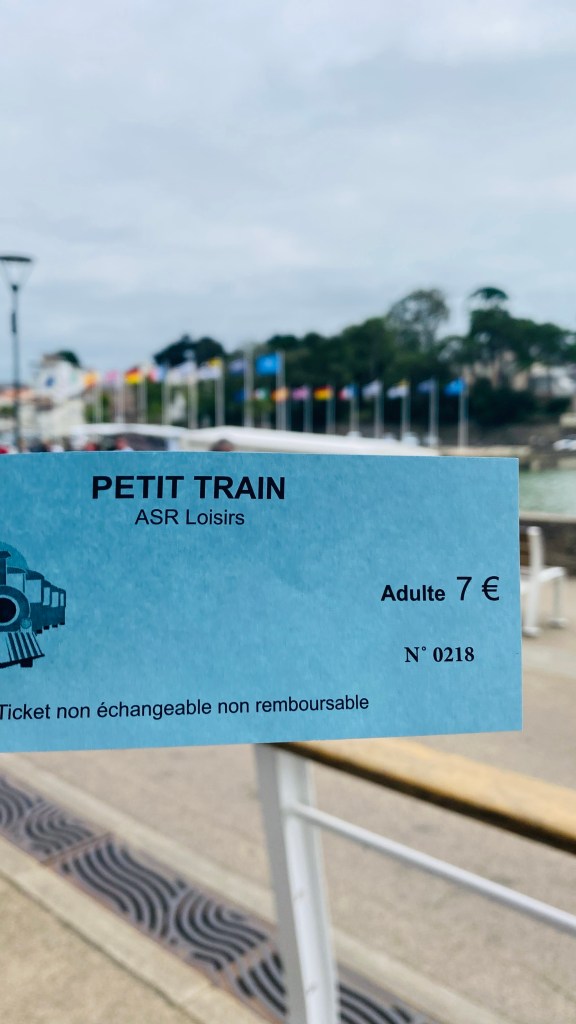 PETIT TRAIN
ASR Loisirs
Adulte 7 €
N° 0218
Ticket non échangeable non remboursable